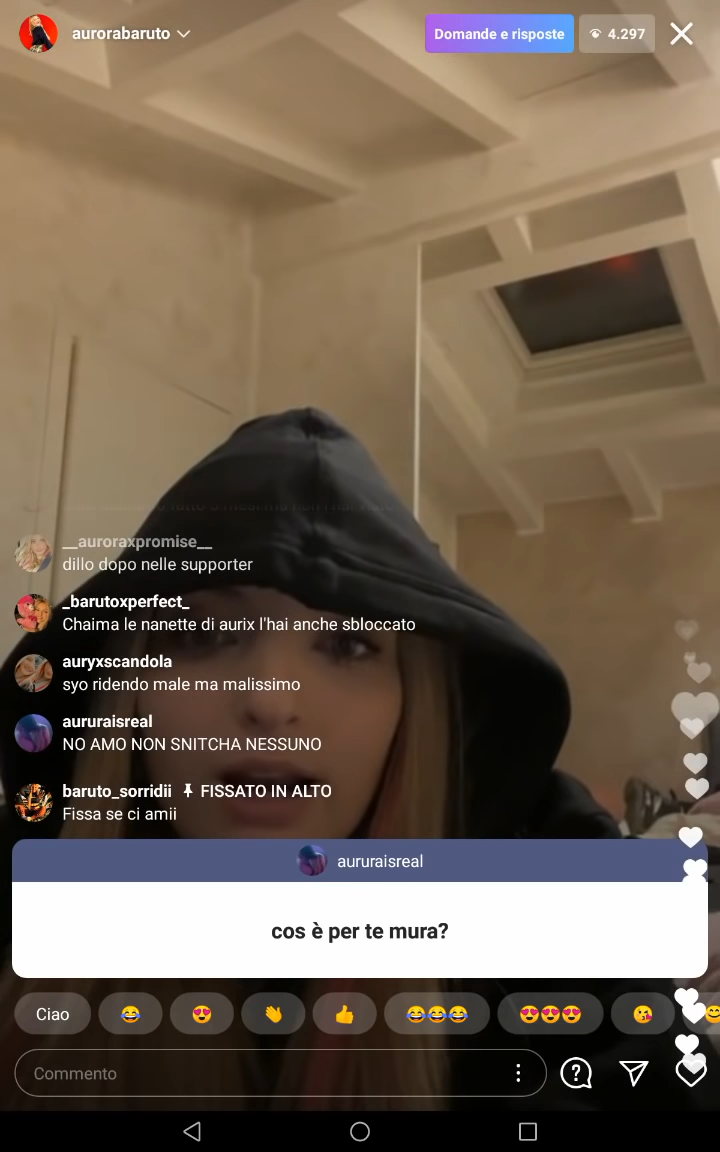 aurorabaruto
Domande e risposte
4.297
__auroraxpromise__
dillo dopo nelle supporter
_barutoxperfect_
Chaima le nanette di aurix l'hai anche sbloccato
auryxscandola
syo ridendo male ma malissimo
aururaisreal
NO AMO NON SNITCHA NESSUNO
baruto_sorridii FISSATO IN ALTO
Fissa se ci amii
aururaisreal
cos è per te mura?
Ciao 😂 😍 👋 👍 😂😂😂 😍😍😍 😘 😊
Commento